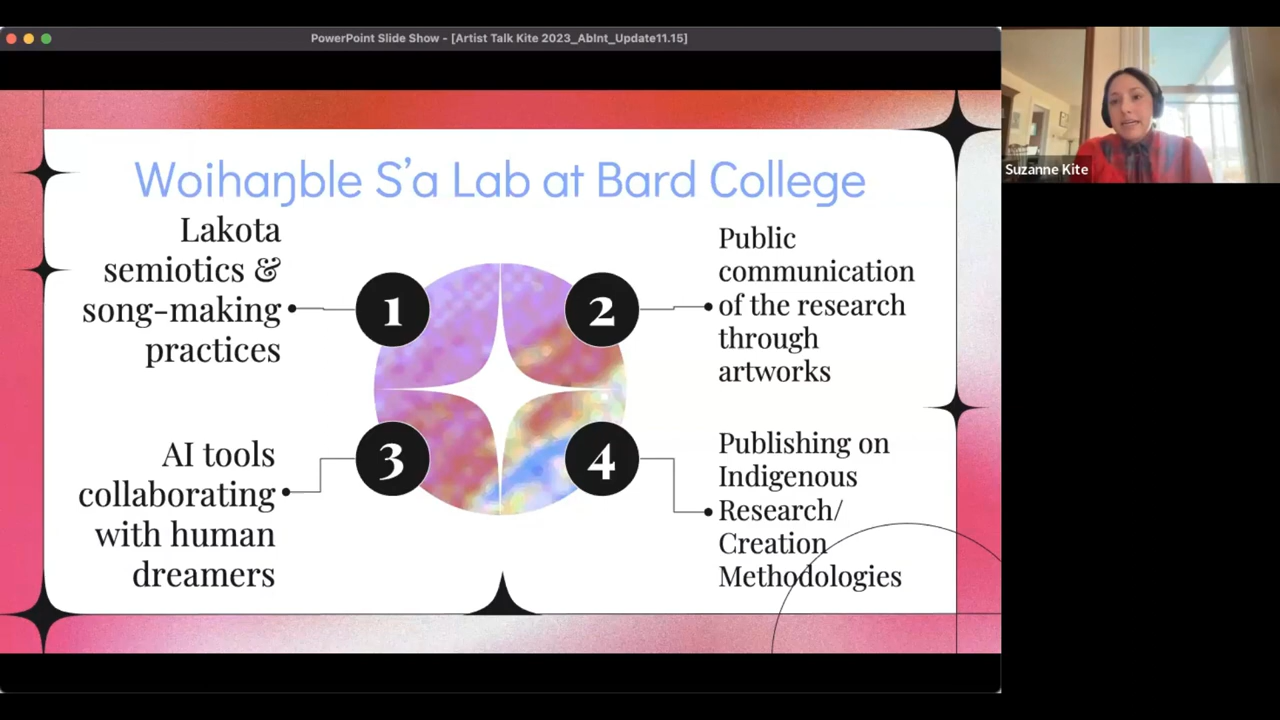 PowerPoint Slide Show - [Artist Talk Kite 2023_AbInt_Update11.15]
Woihaŋble S’a Lab at Bard College
Lakota
semiotics &
song-making
practices
1
2
Public
communication
of the research
through
artworks
AI tools
collaborating
with human
dreamers
3
4
Publishing on
Indigenous
Research/
Creation
Methodologies
Suzanne Kite